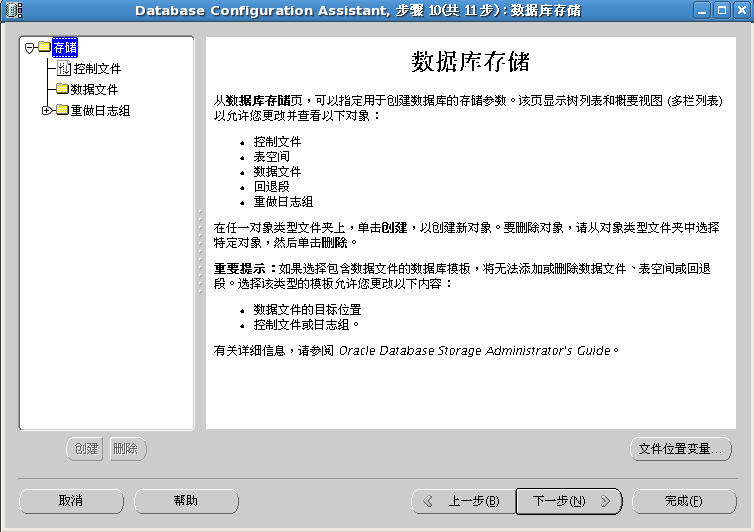 Database Configuration Assistant, 步骤 10(共 11步) : 数据库存储
存储
控制文件
数据文件
重做日志组
数据库存储
从数据库存储页，可以指定用于创建数据库的存储参数。该页显示树列表和概要视图 (多栏列表)
以允许您更改并查看以下对象：
• 控制文件
• 表空间
• 数据文件
• 回退段
• 重做日志组
在任一对象类型文件夹上，单击创建，以创建新对象。要删除对象，请从对象类型文件夹中选择
特定对象，然后单击删除。
重要提示：如果选择包含数据文件的数据库模板，将无法添加或删除数据文件、表空间或回退
段。选择该类型的模板允许您更改以下内容：
• 数据文件的目标位置
• 控制文件或日志组。
有关详细信息，请参阅 Oracle Database Storage Administrator's Guide。
创建 删除 文件位置变量...
取消 帮助 上一步(B) 下一步(N) 完成(F)